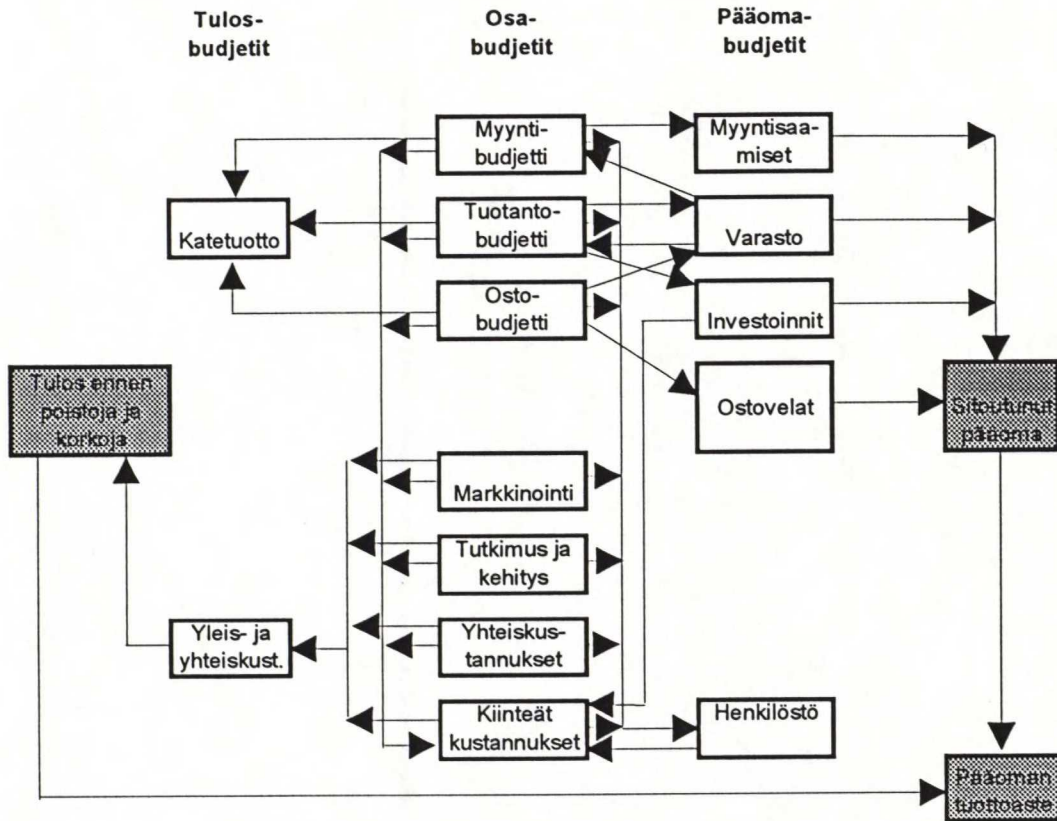 Tulos-
budjetit
Osa-
budjetit
Pääoma-
budjetit
Myynti-
budjetti
Myyntisaa-
miset
Katetuotto
Tuotanto-
budjetti
Varasto
Osto-
budjetti
Investoinnit
Tulos ennen
poistoja ja
korkoja
Ostovelat
Sitoutunut
pääoma
Markkinointi
Tutkimus ja
kehitys
Yleis- ja
yhteiskust.
Yhteiskus-
tannukset
Kiinteät
kustannukset
Henkilöstö
Pääoman
tuottoaste